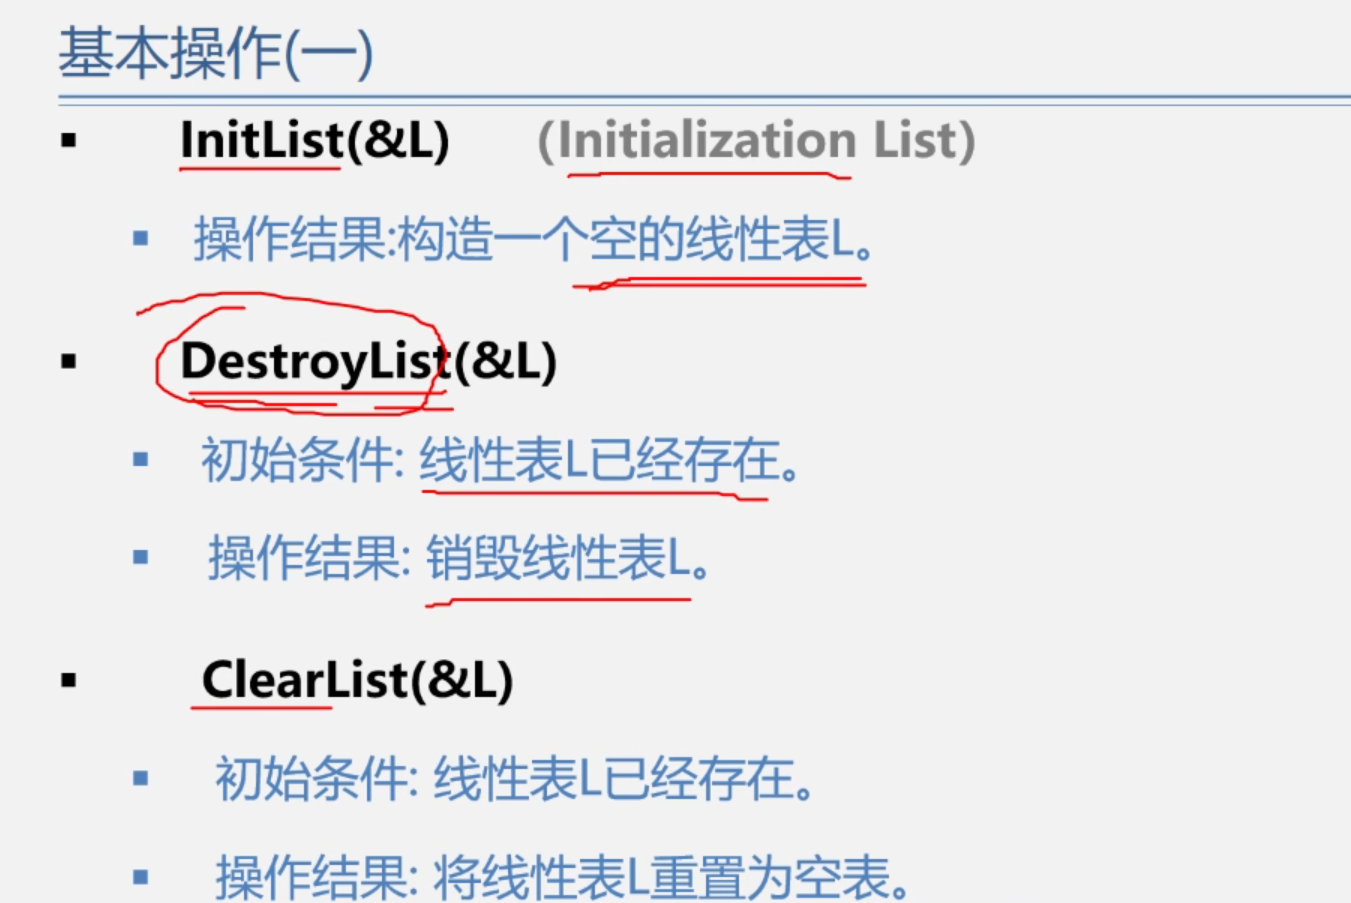 基本操作(一)
InitList(&L) (Initialization List)
操作结果:构造一个空的线性表L。
DestroyList(&L)
初始条件: 线性表L已经存在。
操作结果: 销毁线性表L。
ClearList(&L)
初始条件: 线性表L已经存在。
操作结果: 将线性表L重置为空表。